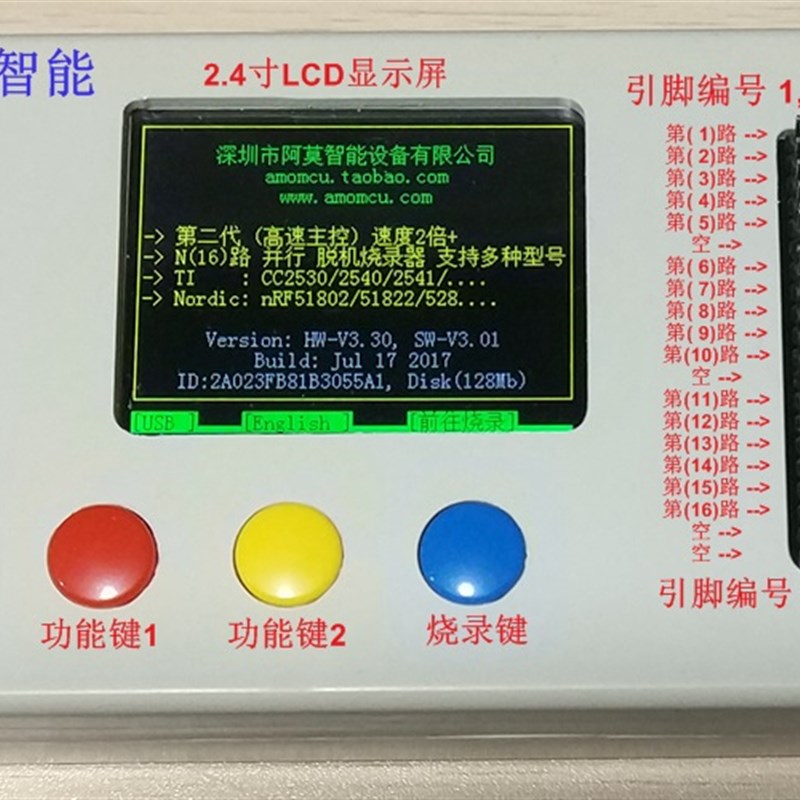 智能
2.4寸LCD显示屏
引脚编号 1,
深圳市阿莫智能设备有限公司
amomcu.taobao.com
www.amomcu.com
-> 第二代 (高速主控) 速度2倍+
-> N(16)路 并行 脱机烧录器 支持多种型号
-> TI    : CC2530/2540/2541/....
-> Nordic: nRF51802/51822/528....
Version: HW-V3.30, SW-V3.01
Build: Jul 17 2017
ID:2A023FB81B3055A1, Disk(128Mb)
[USB ] [English ] [前往烧录]
第( 1)路 -->
第( 2)路 -->
第( 3)路 -->
第( 4)路 -->
第( 5)路 -->
空 -->
第( 6)路 -->
第( 7)路 -->
第( 8)路 -->
第( 9)路 -->
第(10)路 -->
空 -->
第(11)路 -->
第(12)路 -->
第(13)路 -->
第(14)路 -->
第(15)路 -->
第(16)路 -->
空 -->
空 -->
引脚编号
功能键1
功能键2
烧录键